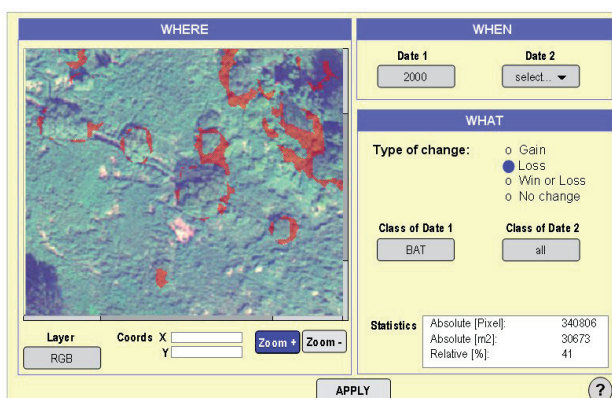 WHERE
WHEN
Date 1 Date 2
2000 select...
WHAT
Type of change: o Gain
Loss
o Win or Loss
o No change
Class of Date 1 Class of Date 2
BAT all
Statistics Absolute [Pixel]: 340806
Absolute [m2]: 30673
Relative [%]: 41
Layer Coords X
RGB Y Zoom + Zoom -
APPLY ?